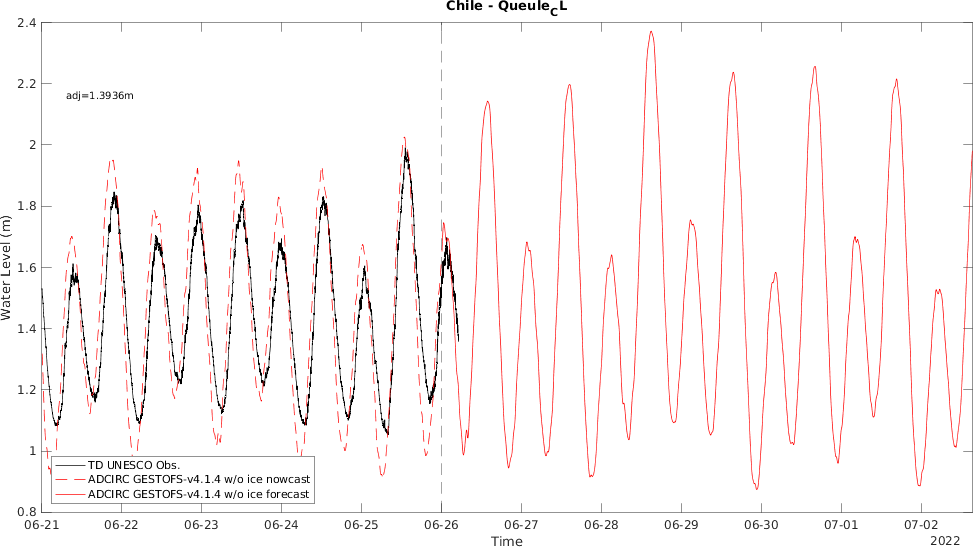 Chile - Queule_CL
2.4
2.2
2
1.8
1.6
1.4
1.2
1
0.8
Water Level (m)
adj=1.3936m
TD UNESCO Obs.
ADCIRC GESTOFS-v4.1.4 w/o ice nowcast
ADCIRC GESTOFS-v4.1.4 w/o ice forecast
06-21 06-22 06-23 06-24 06-25 06-26 06-27 06-28 06-29 06-30 07-01 07-02
Time
2022